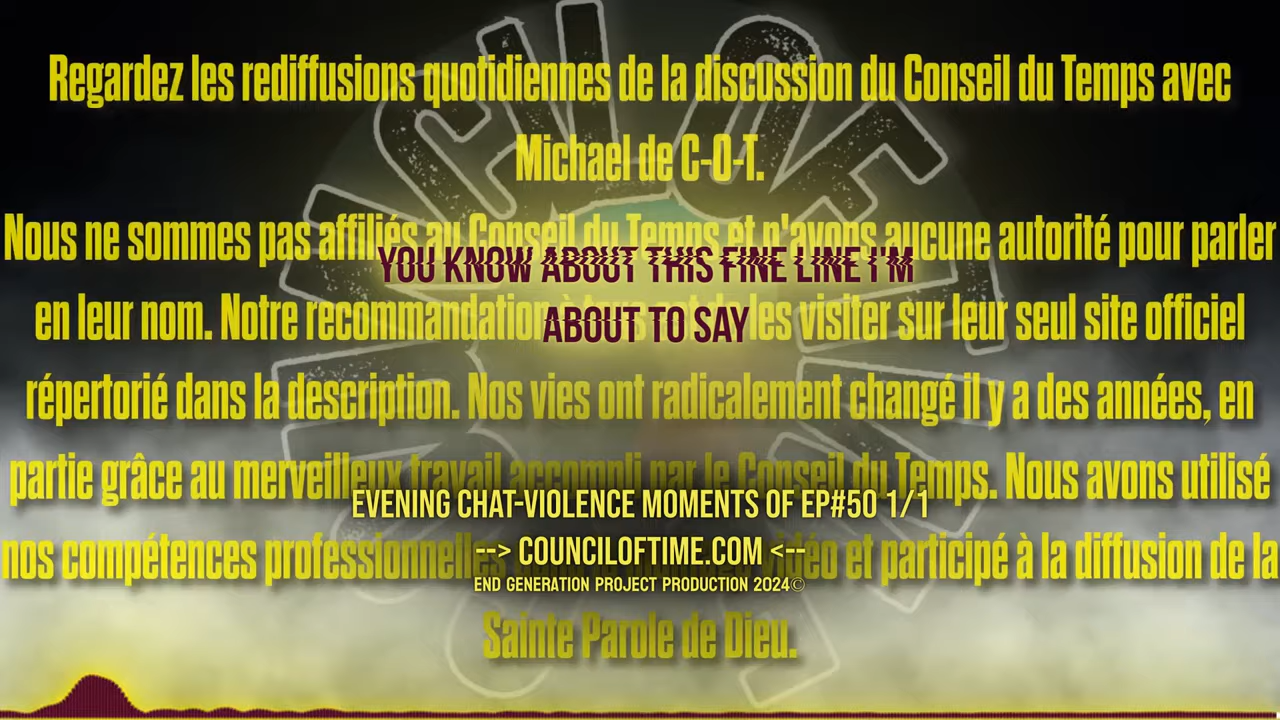 Regardez les rediffusions quotidiennes de la discussion du Conseil du Temps avec
Michael de C-O-T.
Nous ne sommes pas affiliés au Conseil du Temps et n'avons aucune autorité pour parler
YOU KNOW ABOUT THIS FINE LINE I'M
en leur nom. Notre recommandation les visiter sur leur seul site officiel
ABOUT TO SAY
répertorié dans la description. Nos vies ont radicalement changé il y a des années, en
partie grâce au merveilleux travail accompli par le Conseil du Temps. Nous avons utilisé
EVENING CHAT-VIOLENCE MOMENTS OF EP#50 1/1
nos compétences et participé à la diffusion de la
--> COUNCILOFTIME.COM <--
END GENERATION PROJECT PRODUCTION 2024©
Sainte Parole de Dieu.